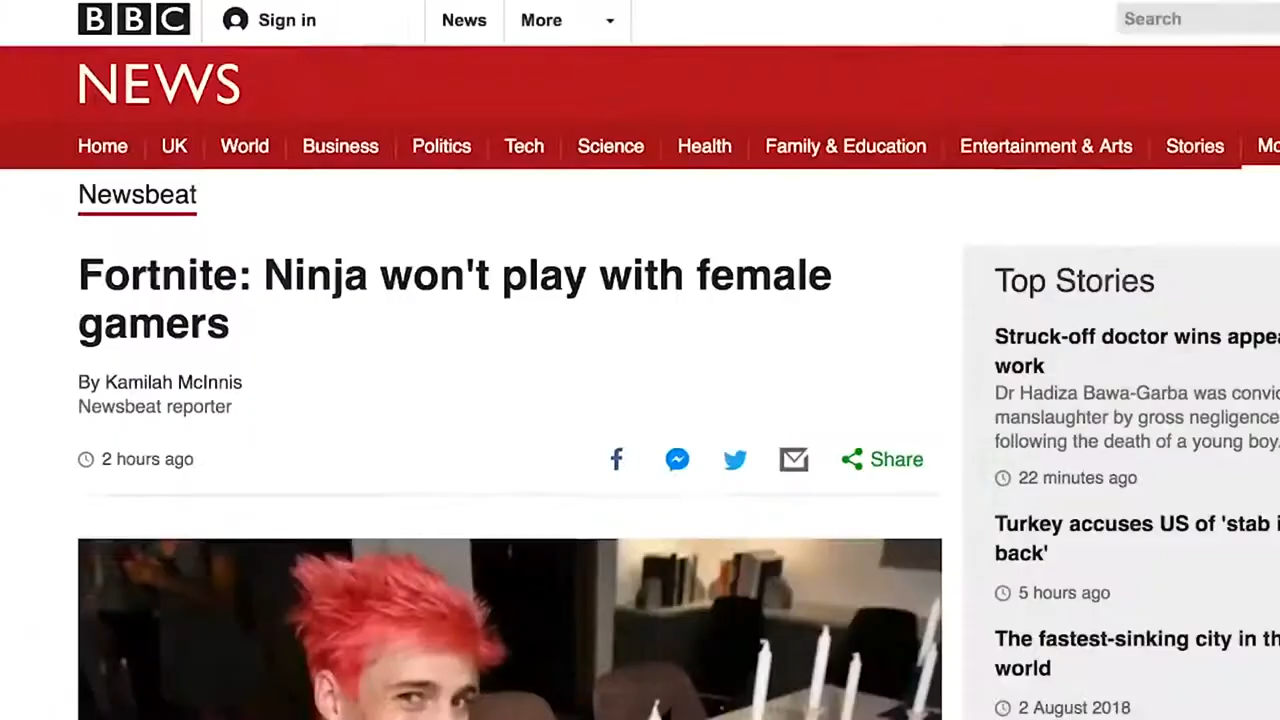 BBC
Sign in
News
More
Search
NEWS
Home
UK
World
Business
Politics
Tech
Science
Health
Family & Education
Entertainment & Arts
Stories
Newsbeat
Fortnite: Ninja won't play with female
gamers
By Kamilah McInnis
Newsbeat reporter
2 hours ago
Share
Top Stories
Struck-off doctor wins
work
Dr Hadiza Bawa-Garba was
manslaughter by gross negligence
following the death of a young boy
22 minutes ago
Turkey accuses US of 'stab
back'
5 hours ago
The fastest-sinking city in
world
2 August 2018